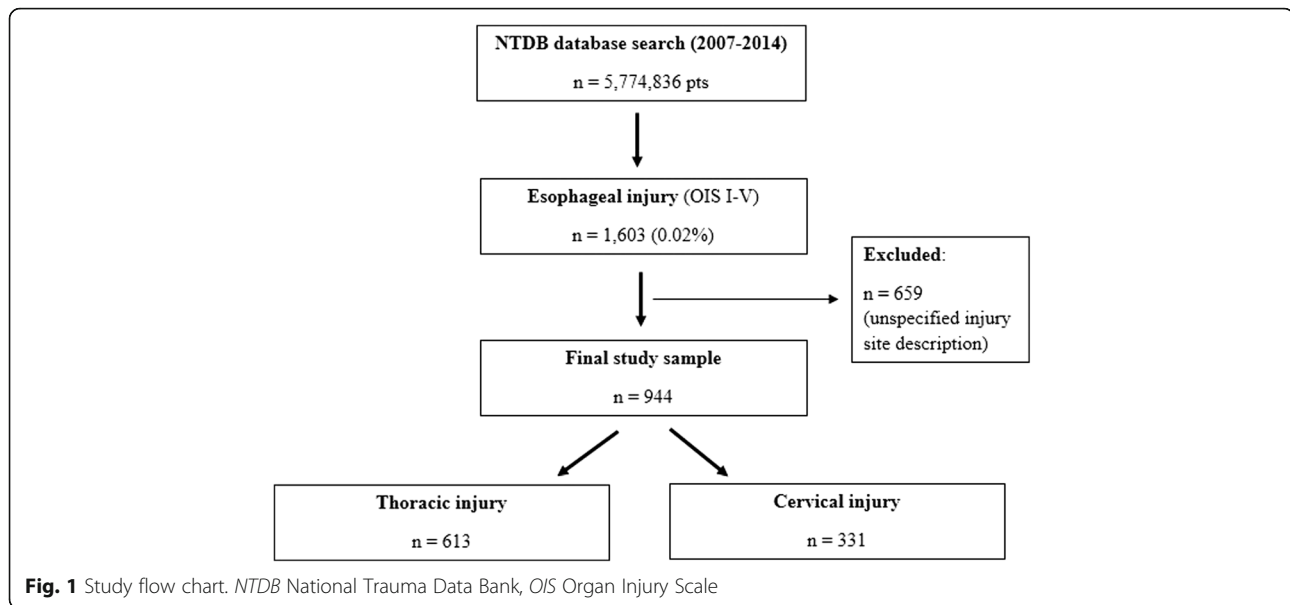 NTDB database search (2007-2014)
n = 5,774,836 pts
Esophageal injury (OIS I-V)
n = 1,603 (0.02%)
Excluded:
n = 659
(unspecified injury
site description)
Final study sample
n = 944
Thoracic injury
n = 613
Cervical injury
n = 331
Fig. 1 Study flow chart. NTDB National Trauma Data Bank, OIS Organ Injury Scale